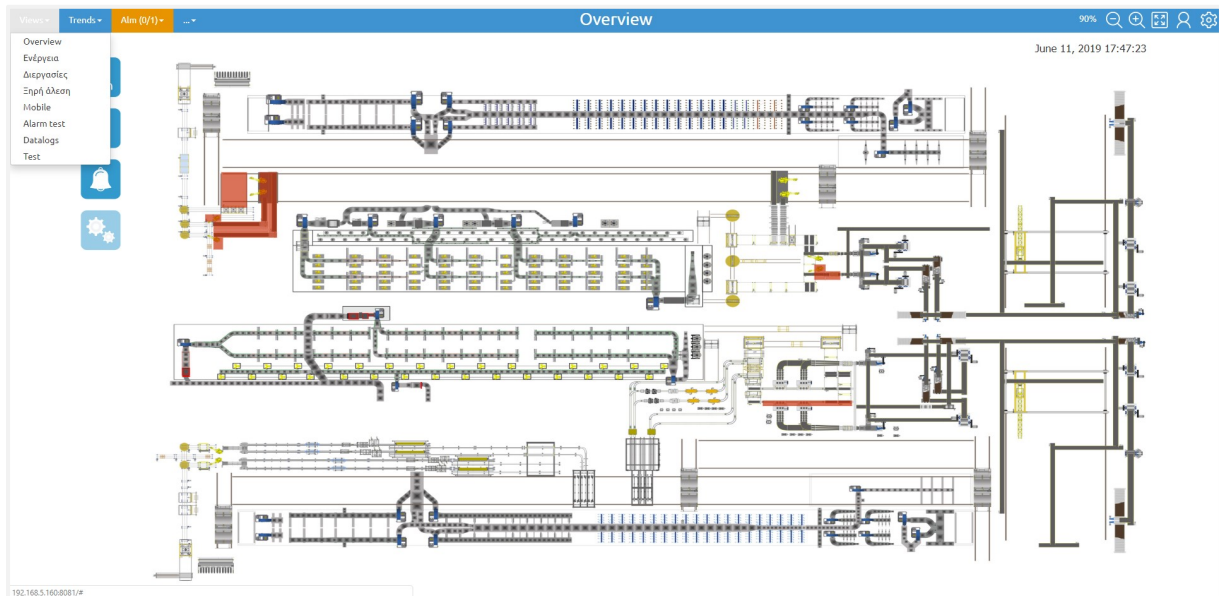 Views Trends Alm (0/1) ... Overview 90%
Overview
Ενέργεια
Διεργασίες
Ξηρή άλεση
Mobile
Alarm test
Datalogs
Test
June 11, 2019 17:47:23
192.168.5.160:8081/#